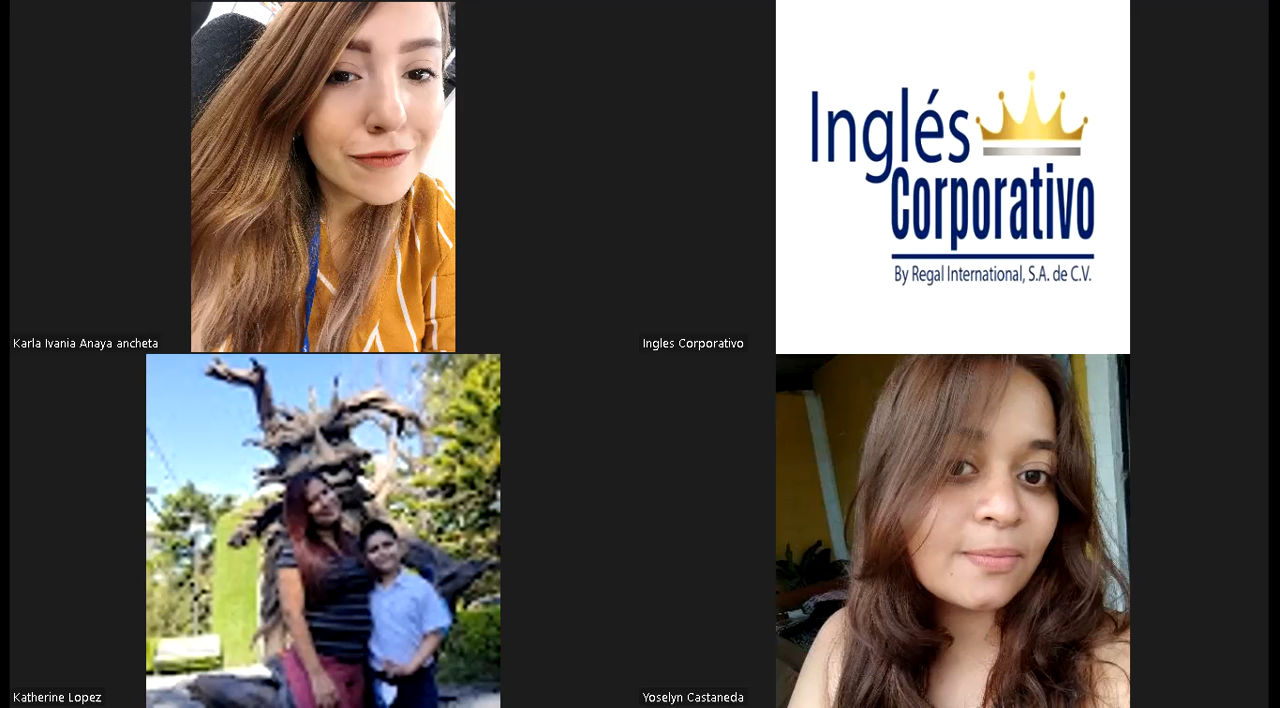 Inglés
Corporativo
By Regal International, S.A. de C.V.
Karla Ivania Anaya ancheta
Ingles Corporativo
Katherine Lopez
Yoselyn Castaneda